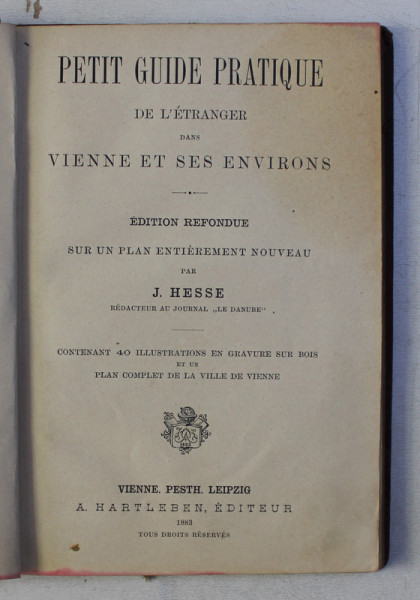 PETIT GUIDE PRATIQUE
DE L'ÉTRANGER
DANS
VIENNE ET SES ENVIRONS
ÉDITION REFONDUE
SUR UN PLAN ENTIÈREMENT NOUVEAU
PAR
J. HESSE
RÉDACTEUR AU JOURNAL „LE DANUBE"
CONTENANT 40 ILLUSTRATIONS EN GRAVURE SUR BOIS
ET UN
PLAN COMPLET DE LA VILLE DE VIENNE
VIENNE. PESTH. LEIPZIG
A. HARTLEBEN, ÉDITEUR
1883
TOUS DROITS RÉSERVÉS